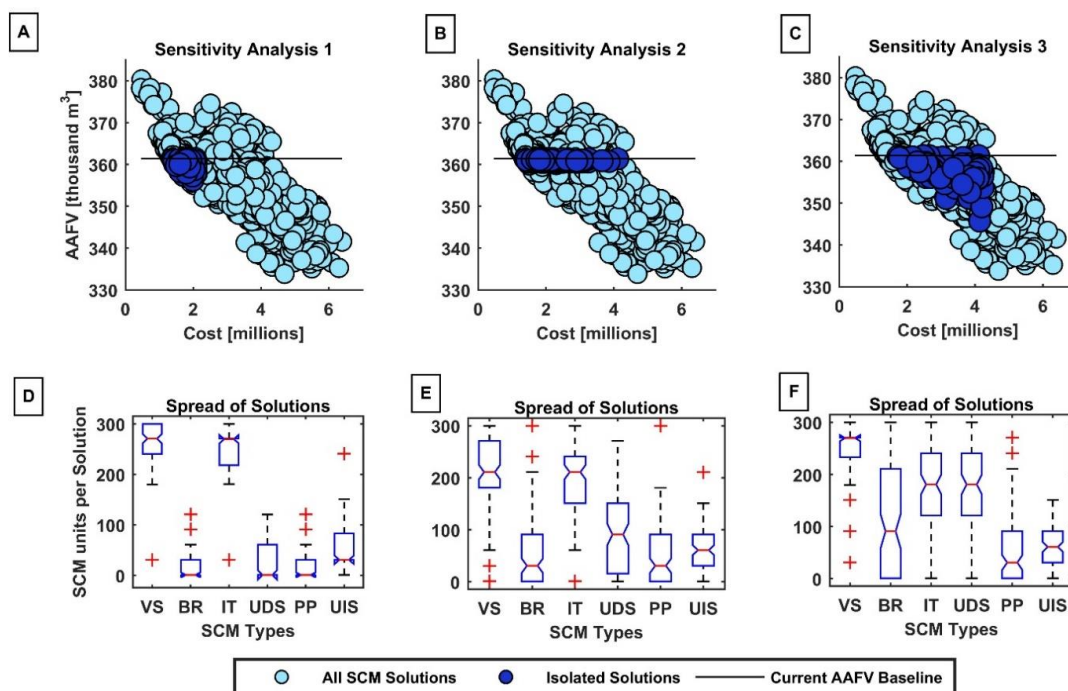 A
Sensitivity Analysis 1
AAFV [thousand m³]
380
370
360
350
340
330
0 2 4 6
Cost [millions]
B
Sensitivity Analysis 2
380
370
360
350
340
330
0 2 4 6
Cost [millions]
C
Sensitivity Analysis 3
380
370
360
350
340
330
0 2 4 6
Cost [millions]
D
Spread of Solutions
SCM units per Solution
300
200
100
0
VS BR IT UDS PP UIS
SCM Types
E
Spread of Solutions
300
200
100
0
VS BR IT UDS PP UIS
SCM Types
F
Spread of Solutions
300
200
100
0
VS BR IT UDS PP UIS
SCM Types
All SCM Solutions Isolated Solutions Current AAFV Baseline